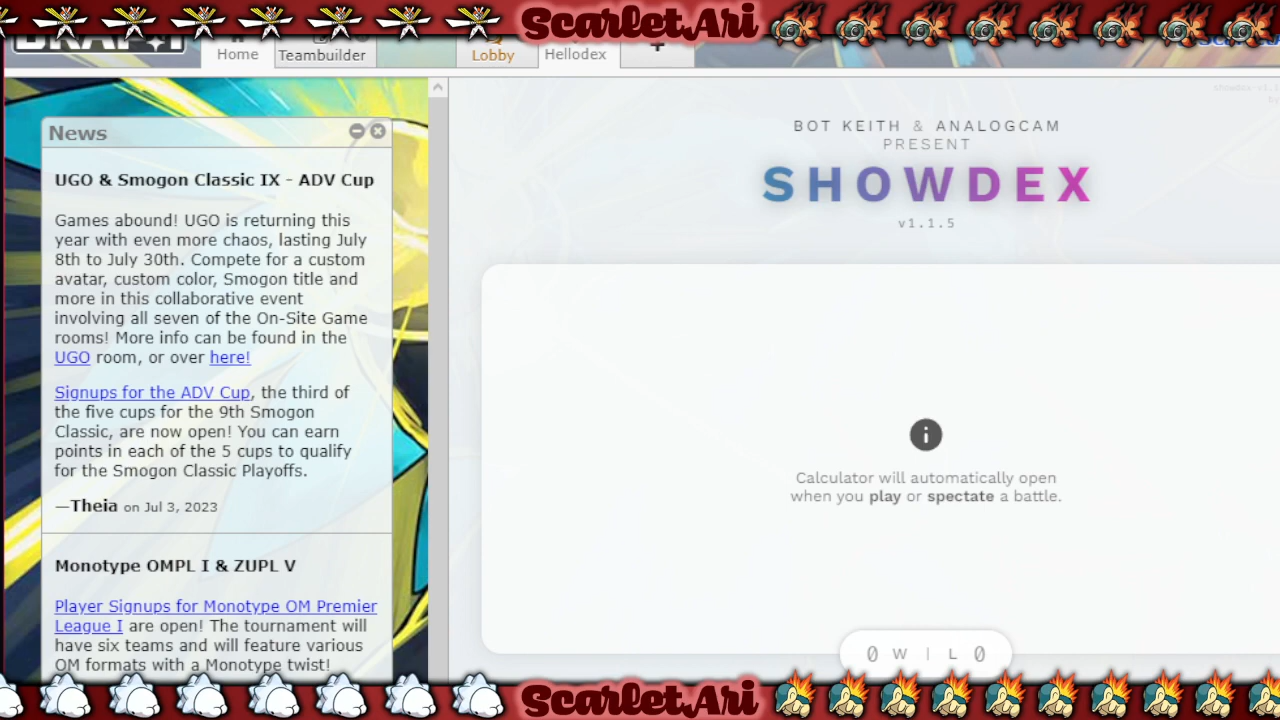 ScarletAri
Home
Teambuilder
Lobby
Hellodex
+
News
UGO & Smogon Classic IX - ADV Cup
Games abound! UGO is returning this
year with even more chaos, lasting July
8th to July 30th. Compete for a custom
avatar, custom color, Smogon title and
more in this collaborative event
involving all seven of the On-Site Game
rooms! More info can be found in the
UGO room, or over here!
Signups for the ADV Cup, the third of
the five cups for the 9th Smogon
Classic, are now open! You can earn
points in each of the 5 cups to qualify
for the Smogon Classic Playoffs.
—Theia on Jul 3, 2023
Monotype OMPL I & ZUPL V
Player Signups for Monotype OM Premier
League I are open! The tournament will
have six teams and will feature various
OM formats with a Monotype twist!
BOT KEITH & ANALOGCAM
PRESENT
SHOWDEX
v1.1.5
Calculator will automatically open
when you play or spectate a battle.
0 W | L 0
ScarletAri